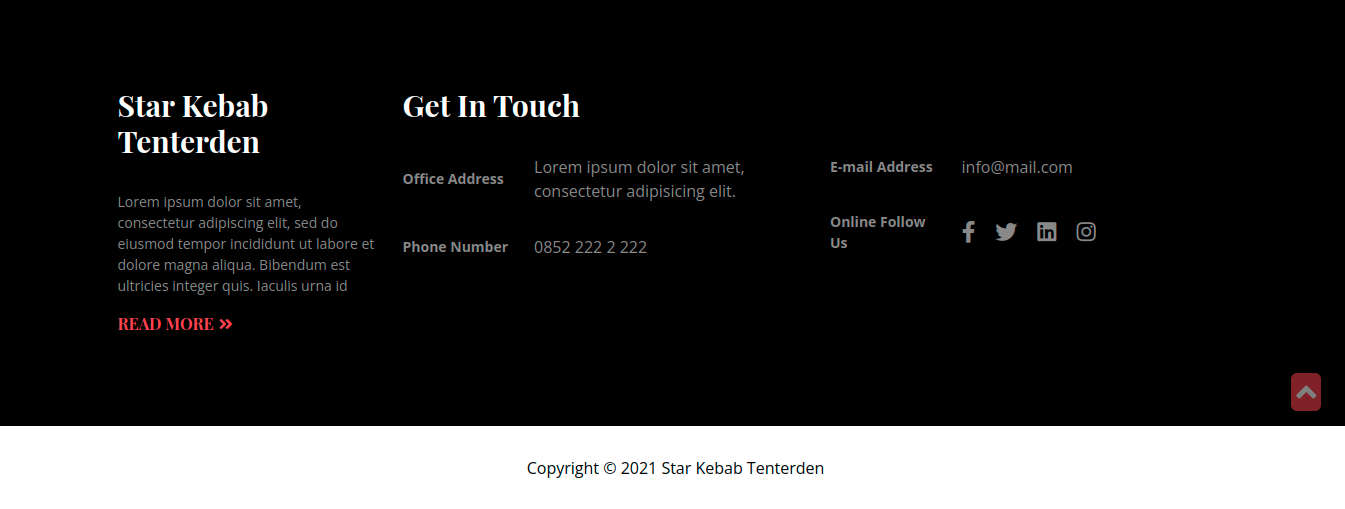 Star Kebab
Tenterden
Lorem ipsum dolor sit amet,
consectetur adipiscing elit, sed do
eiusmod tempor incididunt ut labore et
dolore magna aliqua. Bibendum est
ultricies integer quis. Iaculis urna id
READ MORE
Get In Touch
Office Address
Lorem ipsum dolor sit amet,
consectetur adipisicing elit.
Phone Number
0852 222 2 222
E-mail Address
info@mail.com
Online Follow
Us
Copyright © 2021 Star Kebab Tenterden